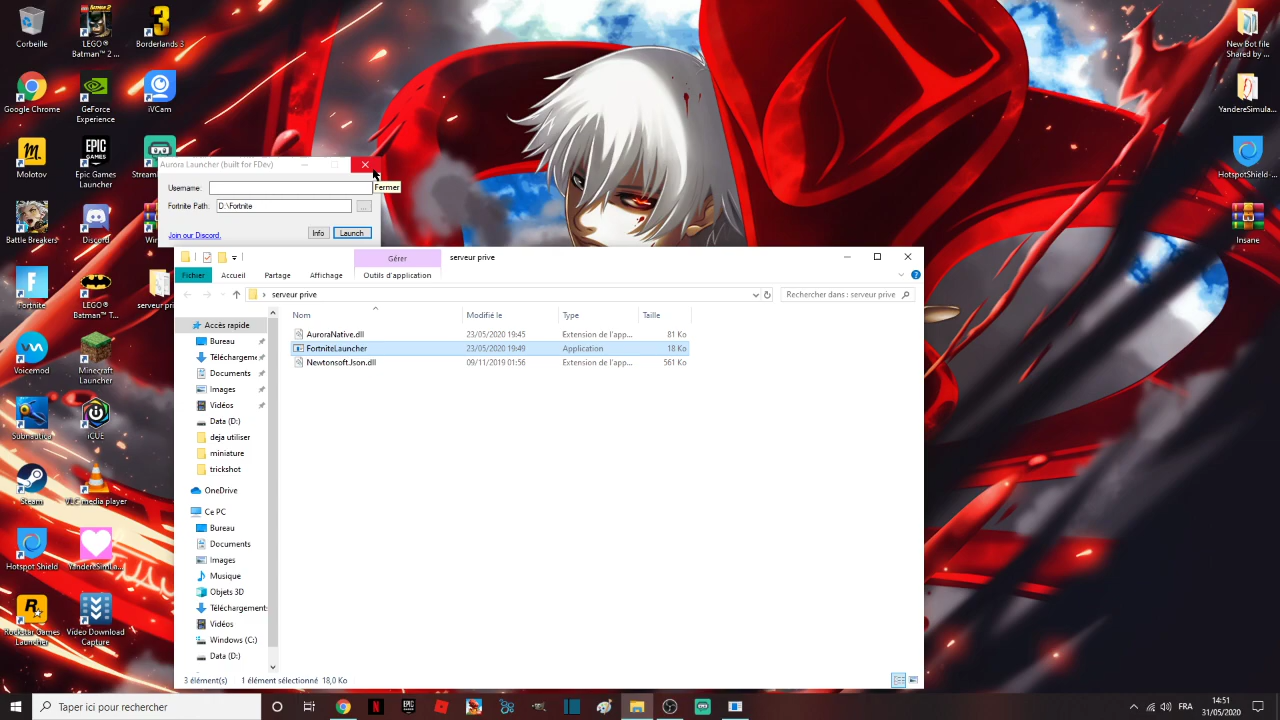 Corbeille
LEGO®
Batman™ 2 ...
Borderlands 3
Google Chrome
GeForce
Experience
iVCam
Molotov
Epic Games
Launcher
Stream
Battle Breakers
Discord
Win
Fortnite
LEGO®
Batman™ ...
serveur pri
Voicemod
Minecraft
Launcher
Subnautica
iCUE
Steam
VLC media player
Hotspot Shield
YandereSimLa...
Rockstar Games
Launcher
Video Download
Capture
New Bot file
Shared by ...
YandereSimula...
HotspotShield ...
Insane
Aurora Launcher (built for FDev)
Fermer
Username:
Fortnite Path: D:\Fortnite ...
Join our Discord. Info Launch
Gérer serveur prive
Fichier Accueil Partage Affichage Outils d'application
serveur prive Rechercher dans : serveur prive
Nom Modifié le Type Taille
AuroraNative.dll 23/05/2020 19:45 Extension de l'app... 81 Ko
FortniteLauncher 23/05/2020 19:49 Application 18 Ko
Newtonsoft.Json.dll 09/11/2019 01:56 Extension de l'app... 561 Ko
Accès rapide
Bureau
Téléchargeme
Documents
Images
Vidéos
Data (D:)
deja utiliser
miniature
trickshot
OneDrive
Ce PC
Bureau
Documents
Images
Musique
Objets 3D
Téléchargement:
Vidéos
Windows (C:)
Data (D:)
3 élément(s) 1 élément sélectionné 18,0 Ko
Taper ici pour rechercher
FRA
14:51
31/05/2020